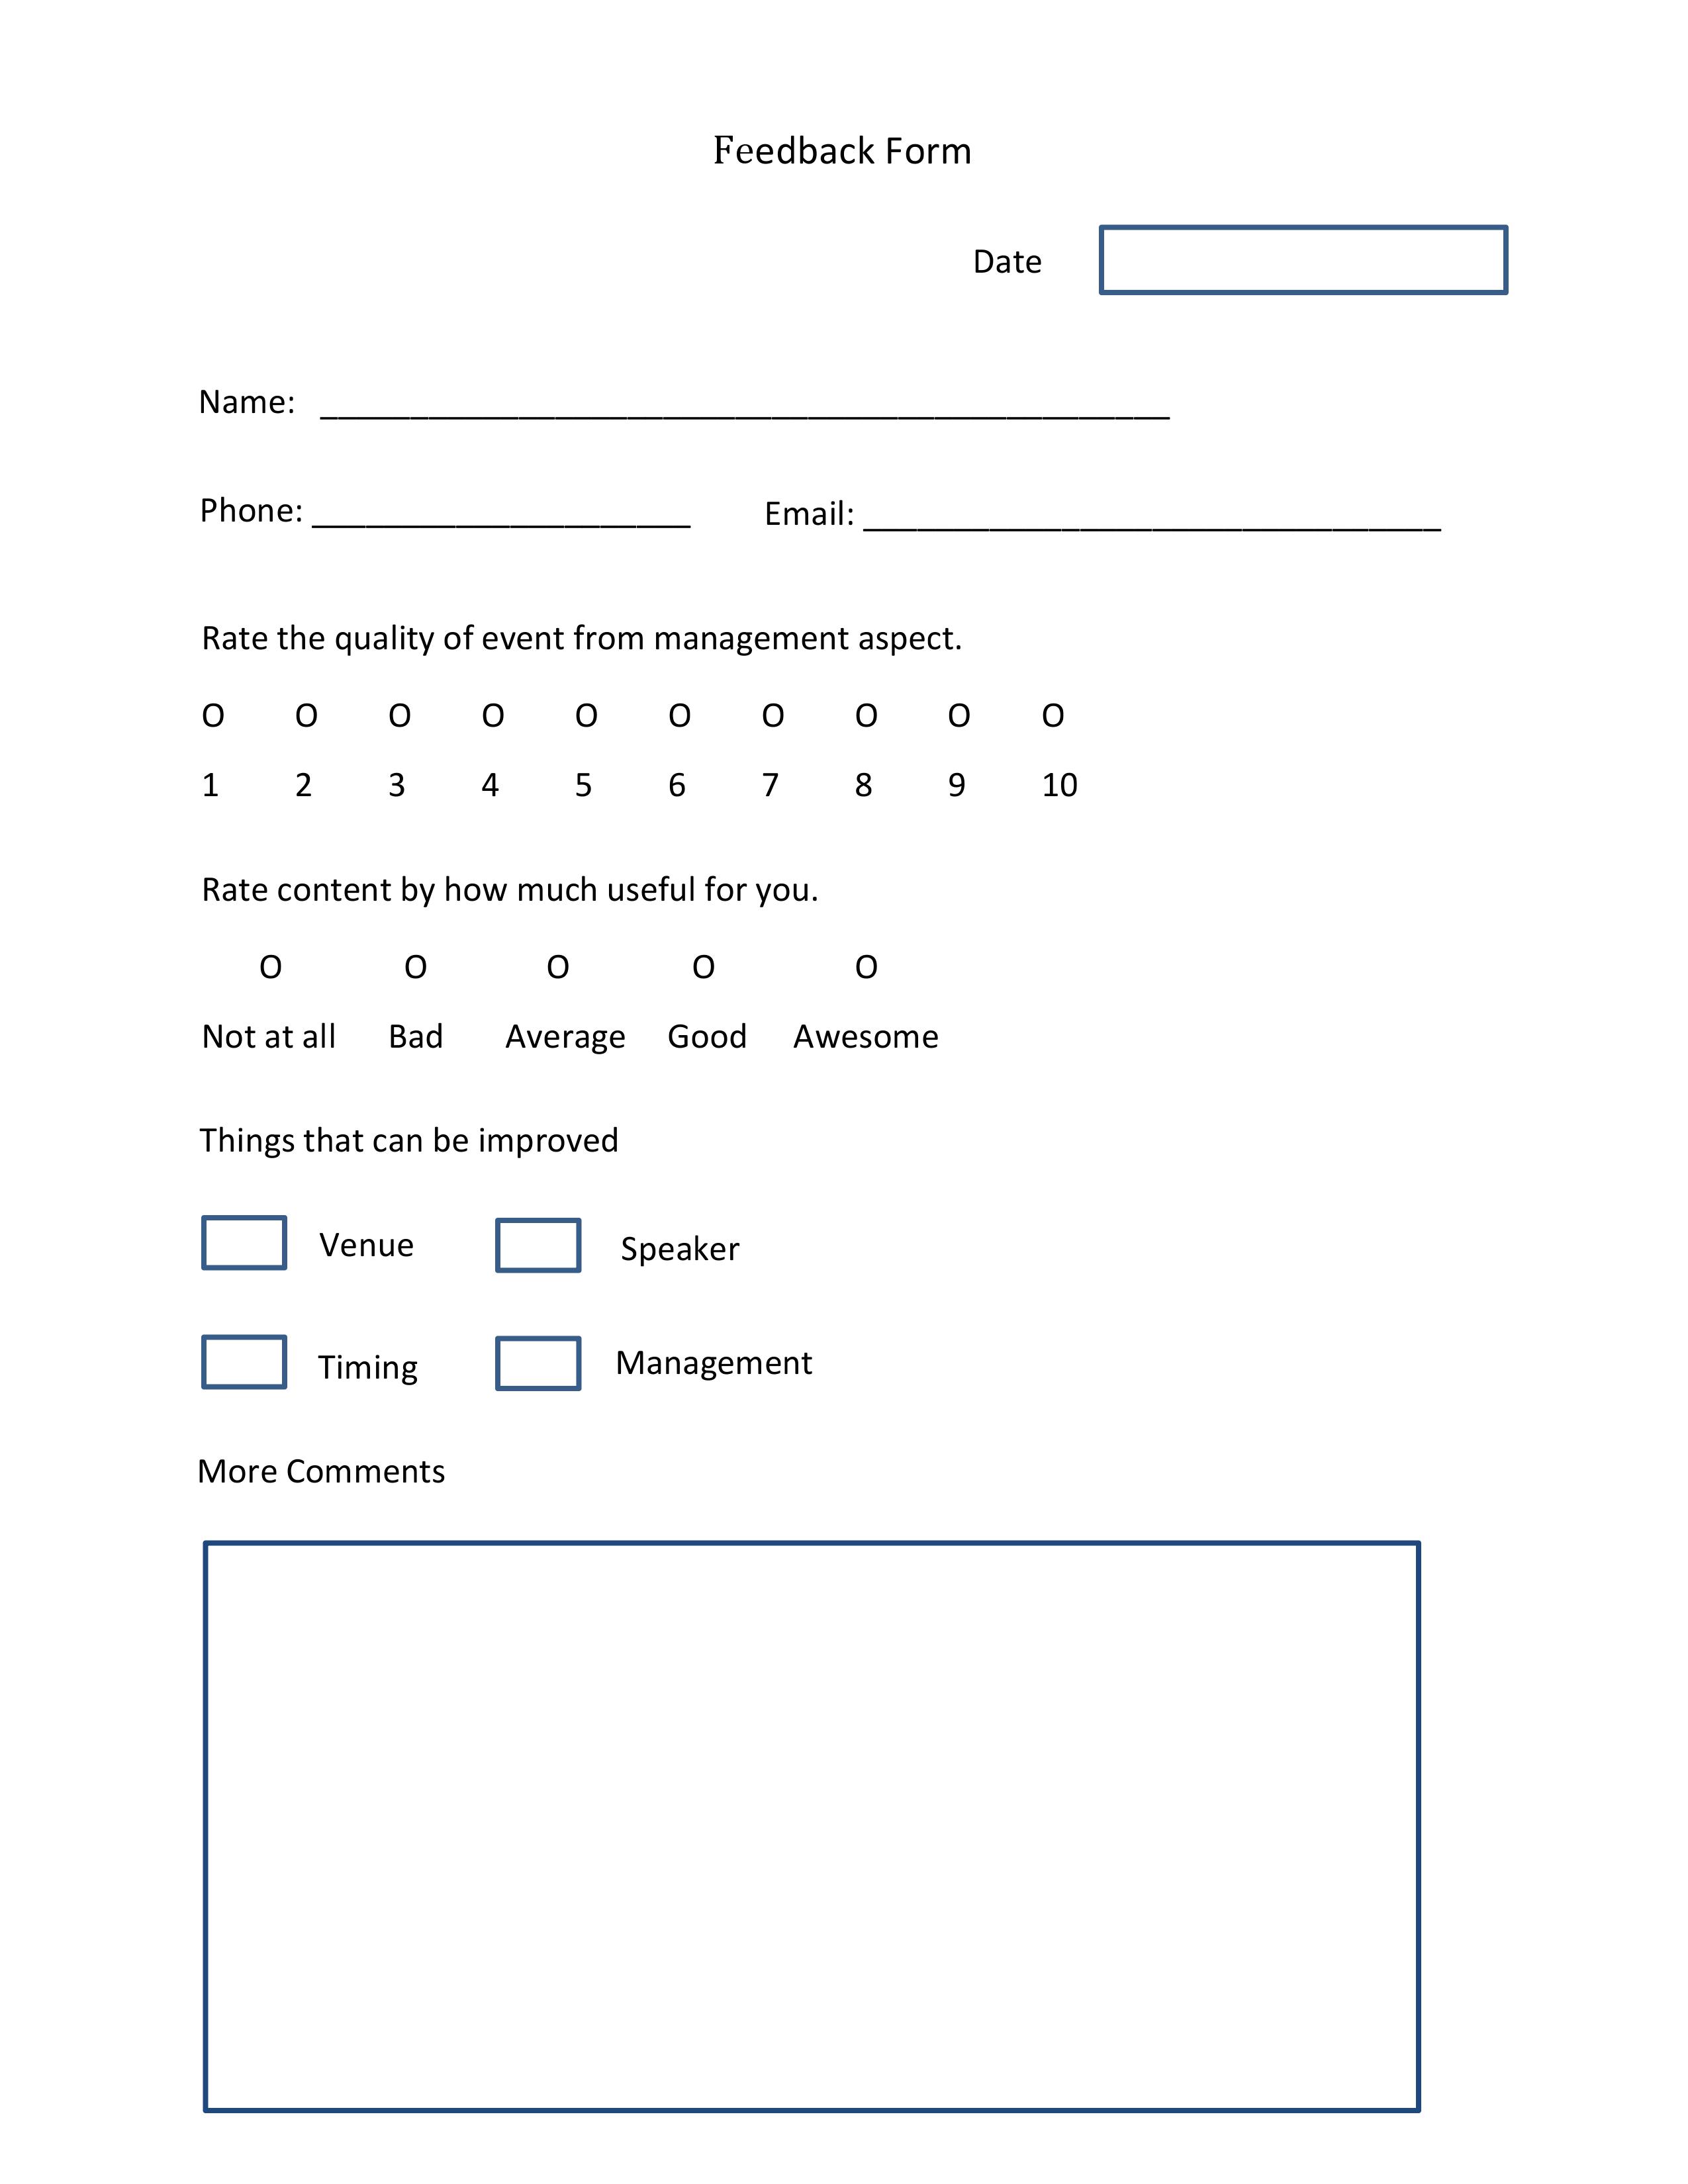 Feedback Form
Date
Name: _______________________________________________
Phone: _____________________ Email: ________________________________
Rate the quality of event from management aspect.
O O O O O O O O O O
1 2 3 4 5 6 7 8 9 10
Rate content by how much useful for you.
O O O O O
Not at all Bad Average Good Awesome
Things that can be improved
Venue Speaker
Timing Management
More Comments